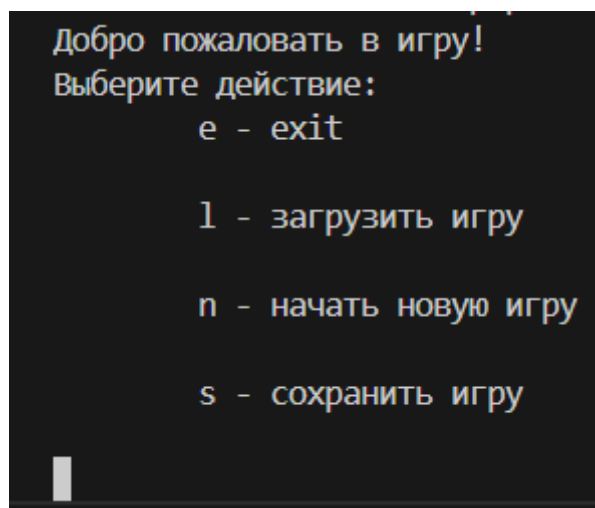 Добро пожаловать в игру!
Выберите действие:
e - exit
l - загрузить игру
n - начать новую игру
s - сохранить игру